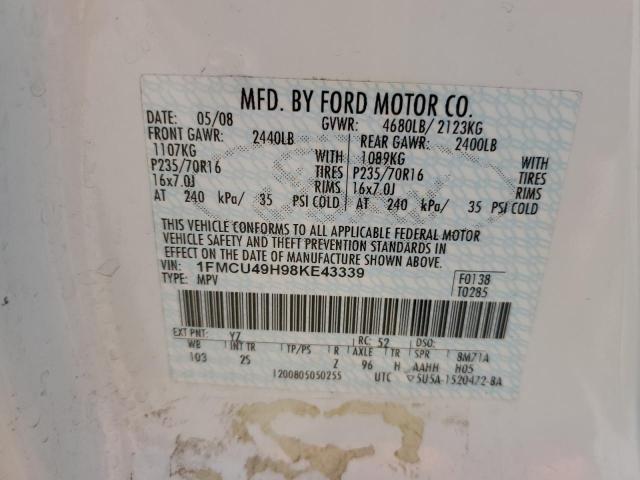 MFD. BY FORD MOTOR CO.
DATE: 05/08 GVWR: 4680LB/ 2123KG
FRONT GAWR: 2440LB REAR GAWR: 2400LB
1107KG WITH 1089KG WITH
P235/70R16 TIRES P235/70R16 TIRES
16x7.0J RIMS 16x7.0J RIMS
AT 240 kPa/ 35 PSI COLD AT 240 kPa/ 35 PSI COLD
THIS VEHICLE CONFORMS TO ALL APPLICABLE FEDERAL MOTOR
VEHICLE SAFETY AND THEFT PREVENTION STANDARDS IN
EFFECT ON THE DATE OF MANUFACTURE SHOWN ABOVE.
VIN: 1FMCU49H98KE43339 F0138
TYPE: MPV T0285
EXT PNT: YZ RC: 52 8M71A
WB INT TR TP/PS R AXLE TR SPR H05
103 25 Z 96 H AAHH
1200805050255 UTC 5U5A-1520472-BA